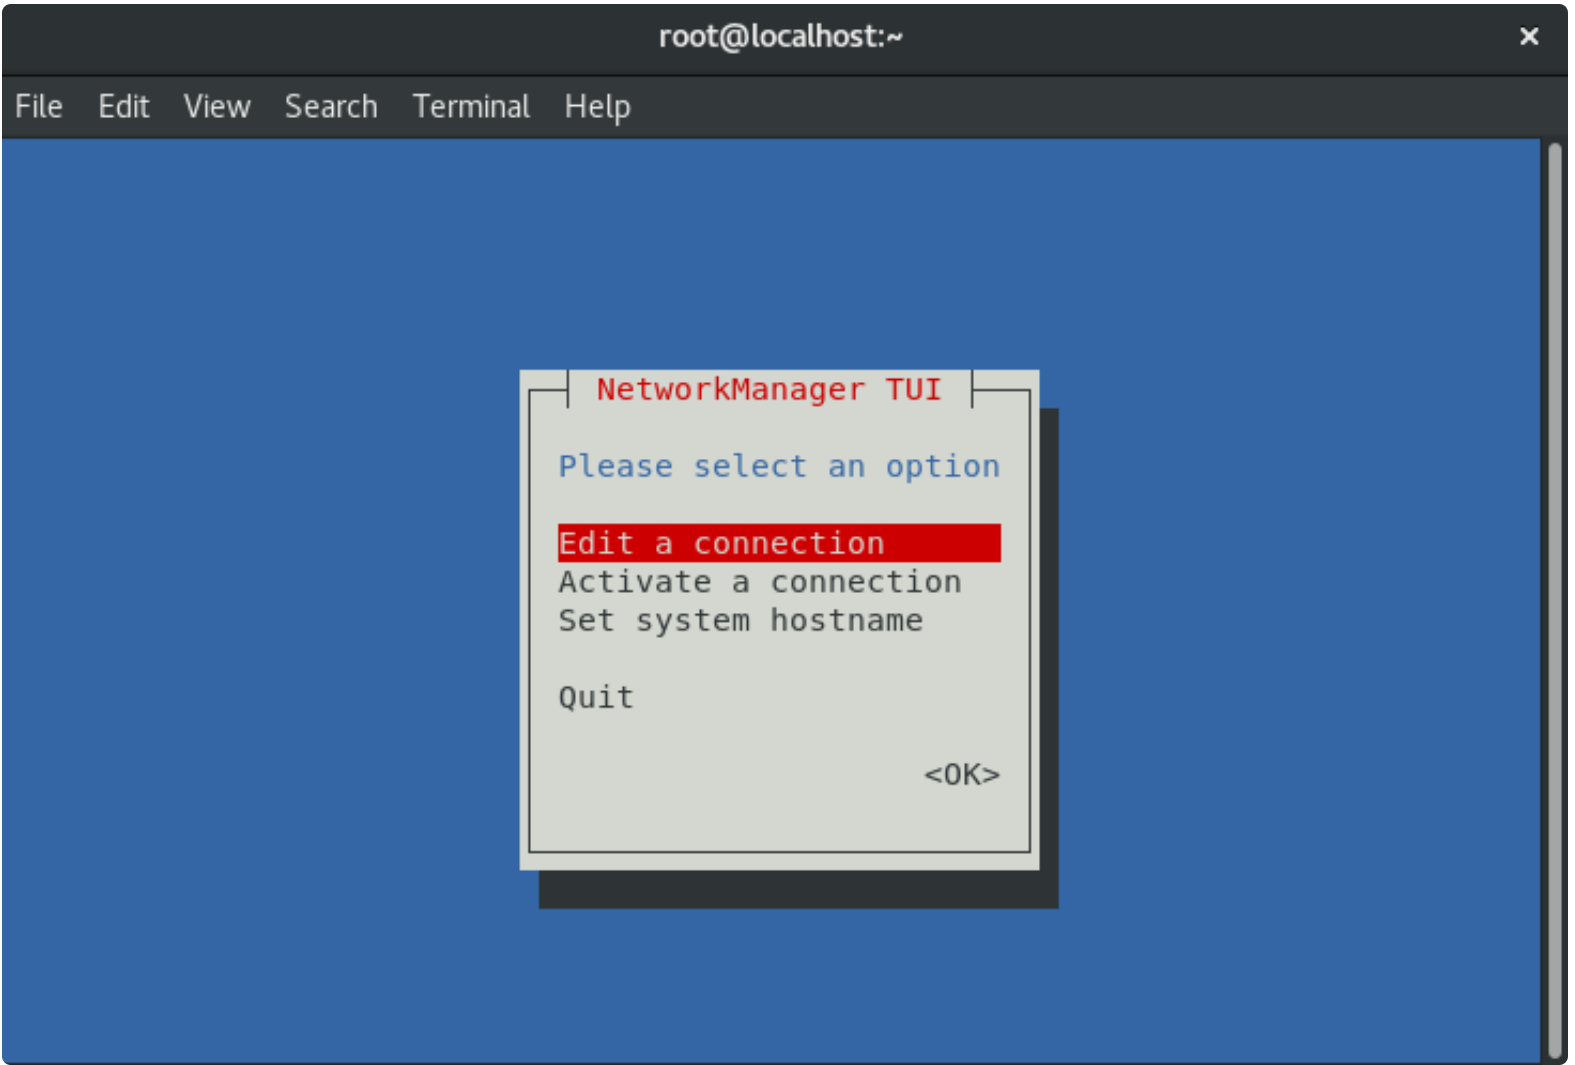 root@localhost:~ ×
File Edit View Search Terminal Help
NetworkManager TUI
Please select an option
Edit a connection
Activate a connection
Set system hostname
Quit
<OK>